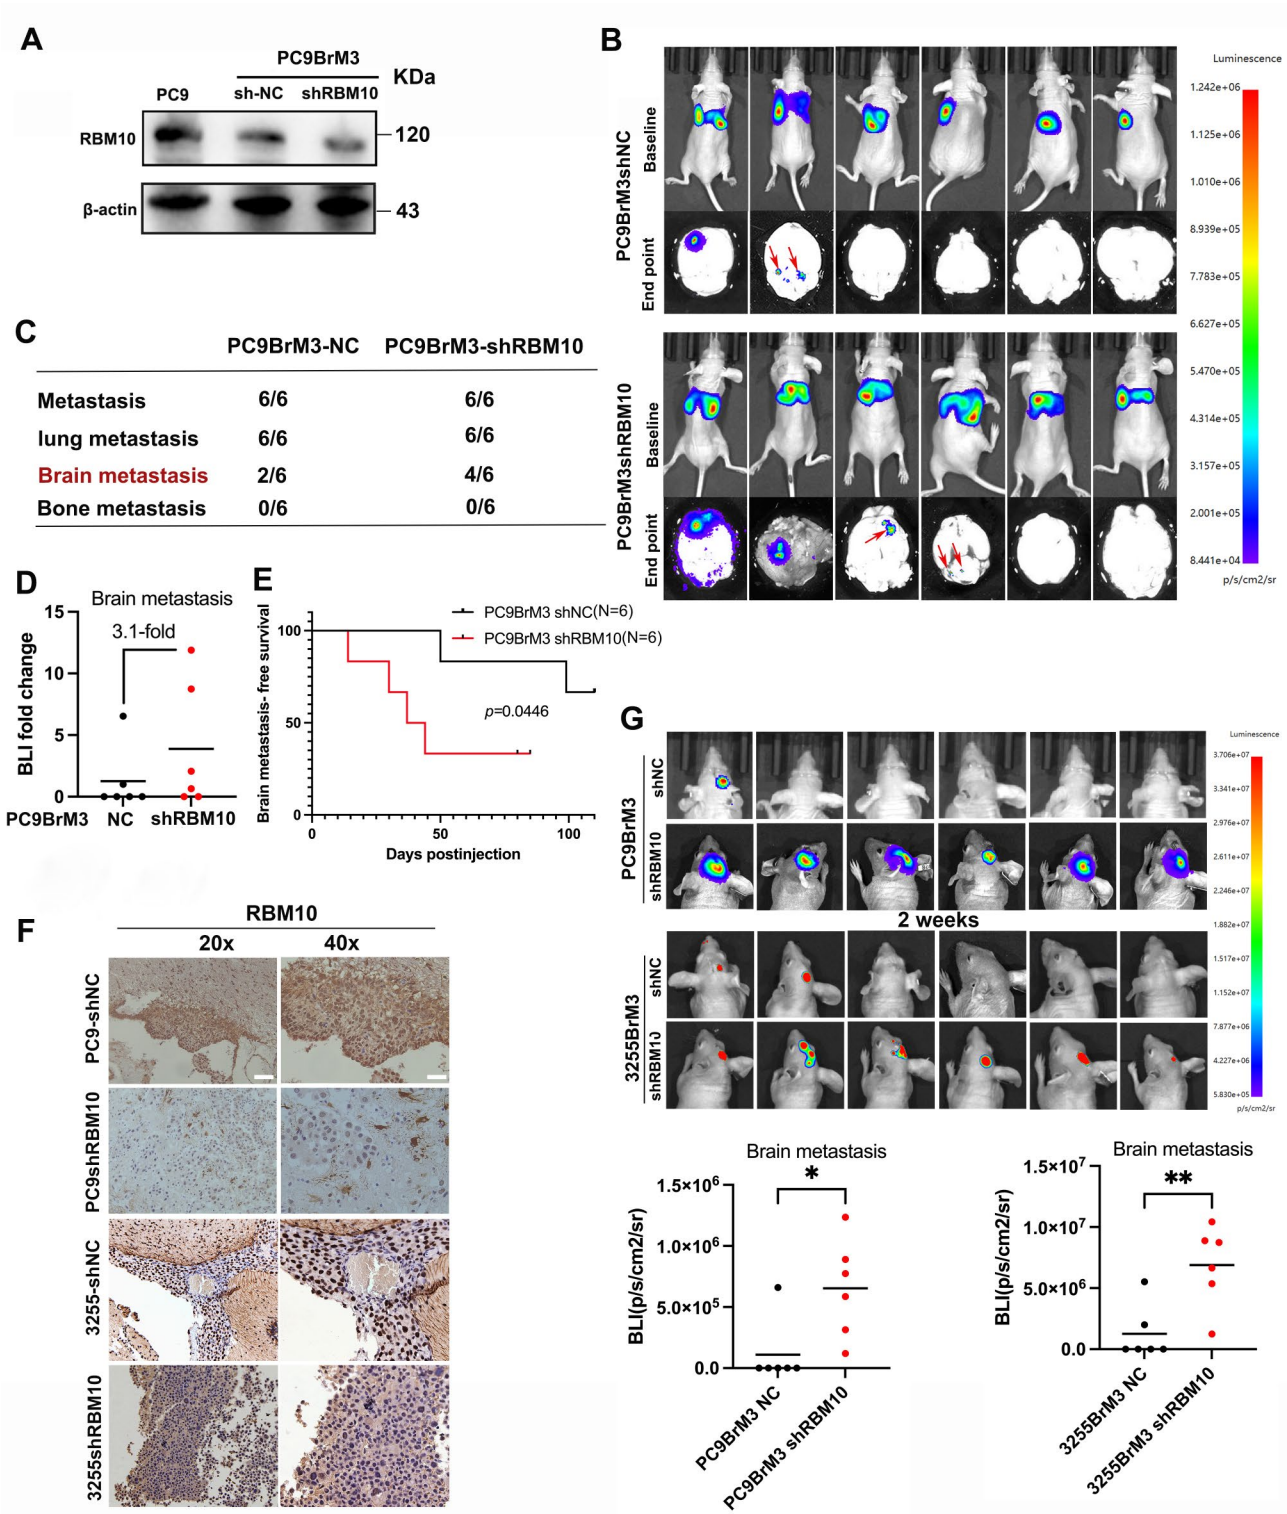 A
PC9BrM3
KDa
PC9
sh-NC
shRBM10
RBM10
120
β-actin
43
B
Luminescence
PC9BrM3shNC
Baseline
End point
PC9BrM3shRBM10
Baseline
End point
1.242e+06
1.125e+06
1.010e+06
8.939e+05
7.783e+05
6.627e+05
5.470e+05
4.314e+05
3.157e+05
2.001e+05
8.441e+04
p/s/cm2/sr
C
PC9BrM3-NC PC9BrM3-shRBM10
Metastasis 6/6 6/6
lung metastasis 6/6 6/6
Brain metastasis 2/6 4/6
Bone metastasis 0/6 0/6
D
Brain metastasis
3.1-fold
BLI fold change
15
10
5
0
PC9BrM3 NC shRBM10
E
PC9BrM3 shNC(N=6)
PC9BrM3 shRBM10(N=6)
Brain metastasis- free survival
100
50
0
p=0.0446
0 50 100
Days postinjection
F
RBM10
20x 40x
PC9-shNC
PC9shRBM10
3255-shNC
3255shRBM10
G
Luminescence
PC9BrM3
shNC
shRBM10
2 weeks
3255BrM3
shNC
shRBM10
3.706e+07
3.341e+07
2.976e+07
2.611e+07
2.246e+07
1.882e+07
1.517e+07
1.152e+07
7.877e+06
4.227e+06
5.830e+05
p/s/cm2/sr
Brain metastasis
*
BLI(p/s/cm2/sr)
1.5×10⁶
1.0×10⁶
5.0×10⁵
0.0
PC9BrM3 NC
PC9BrM3 shRBM10
Brain metastasis
**
BLI(p/s/cm2/sr)
1.5×10⁷
1.0×10⁷
5.0×10⁶
0.0
3255BrM3 NC
3255BrM3 shRBM10